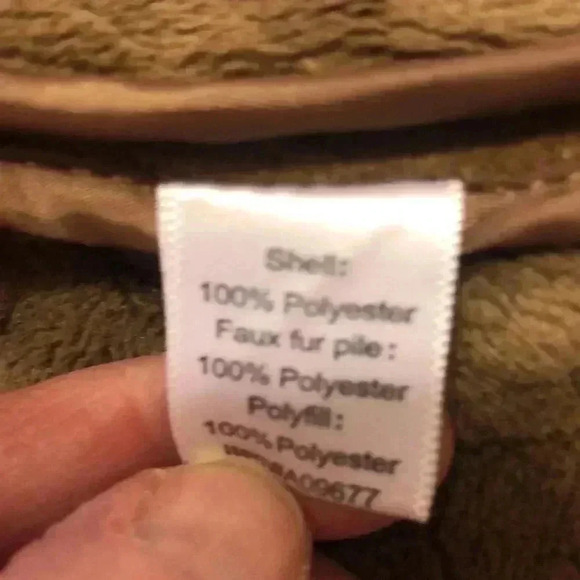 Shell:
100% Polyester
Faux fur pile:
100% Polyester
Polyfill:
100% Polyester